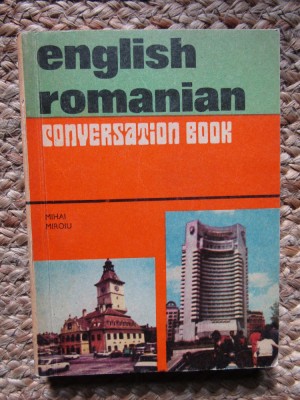 english
romanian
CONVERSATION BOOK
MIHAI
MIROIU